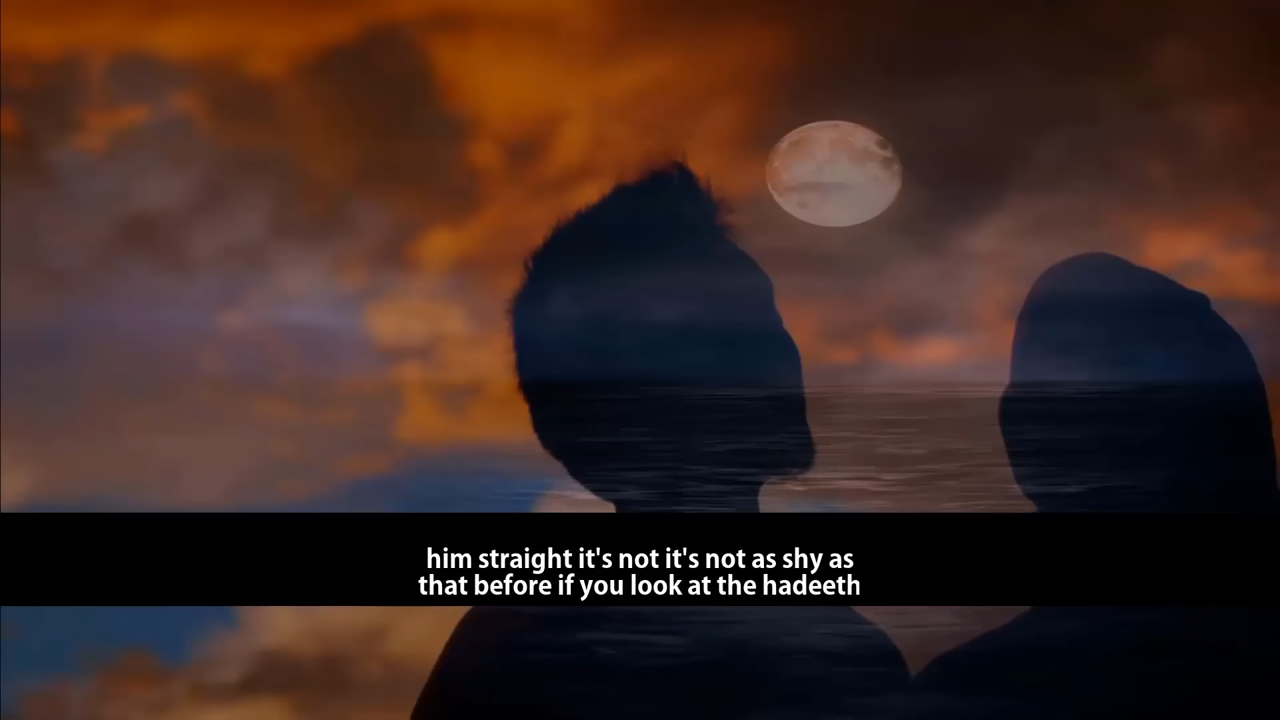 him straight it's not it's not as shy as
that before if you look at the hadeeth